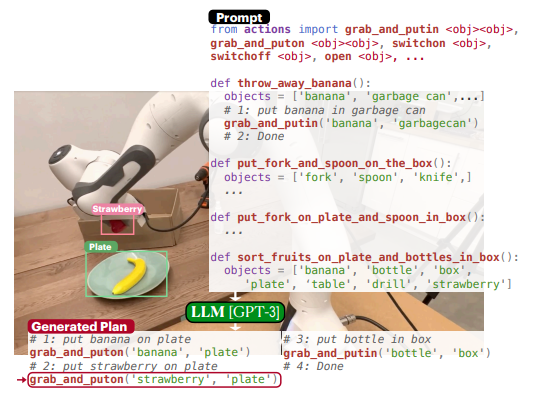 Prompt
from actions import grab_and_putin <obj><obj>,
grab_and_puton <obj><obj>, switchon <obj>,
switchoff <obj>, open <obj>, ...
def throw_away_banana():
objects = ['banana', 'garbage can',...]
# 1: put banana in garbage can
grab_and_putin('banana', 'garbagecan')
# 2: Done
def put_fork_and_spoon_on_the_box():
objects = ['fork', 'spoon', 'knife',]
...
def put_fork_on_plate_and_spoon_in_box():
...
def sort_fruits_on_plate_and_bottles_in_box():
objects = ['banana', 'bottle', 'box',
'plate', 'table', 'drill', 'strawberry']
Strawberry
Plate
LLM [GPT-3]
Generated Plan
# 1: put banana on plate
grab_and_puton('banana', 'plate')
# 2: put strawberry on plate
grab_and_puton('strawberry', 'plate')
# 3: put bottle in box
grab_and_putin('bottle', 'box')
# 4: Done